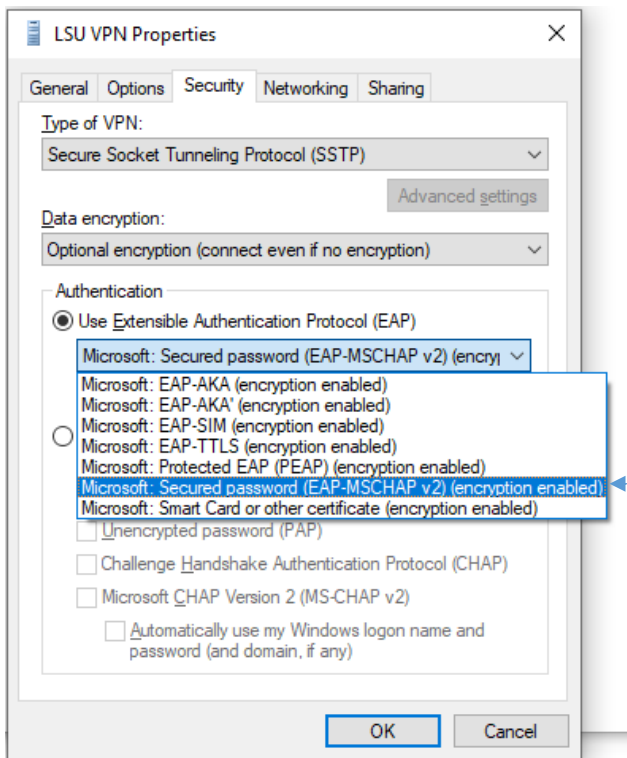 LSU VPN Properties
General Options Security Networking Sharing
Type of VPN:
Secure Socket Tunneling Protocol (SSTP)
Advanced settings
Data encryption:
Optional encryption (connect even if no encryption)
Authentication
Use Extensible Authentication Protocol (EAP)
Microsoft: Secured password (EAP-MSCHAP v2) (encry
Microsoft: EAP-AKA (encryption enabled)
Microsoft: EAP-AKA' (encryption enabled)
Microsoft: EAP-SIM (encryption enabled)
Microsoft: EAP-TTLS (encryption enabled)
Microsoft: Protected EAP (PEAP) (encryption enabled)
Microsoft: Secured password (EAP-MSCHAP v2) (encryption enabled)
Microsoft: Smart Card or other certificate (encryption enabled)
Unencrypted password (PAP)
Challenge Handshake Authentication Protocol (CHAP)
Microsoft CHAP Version 2 (MS-CHAP v2)
Automatically use my Windows logon name and
password (and domain, if any)
OK Cancel